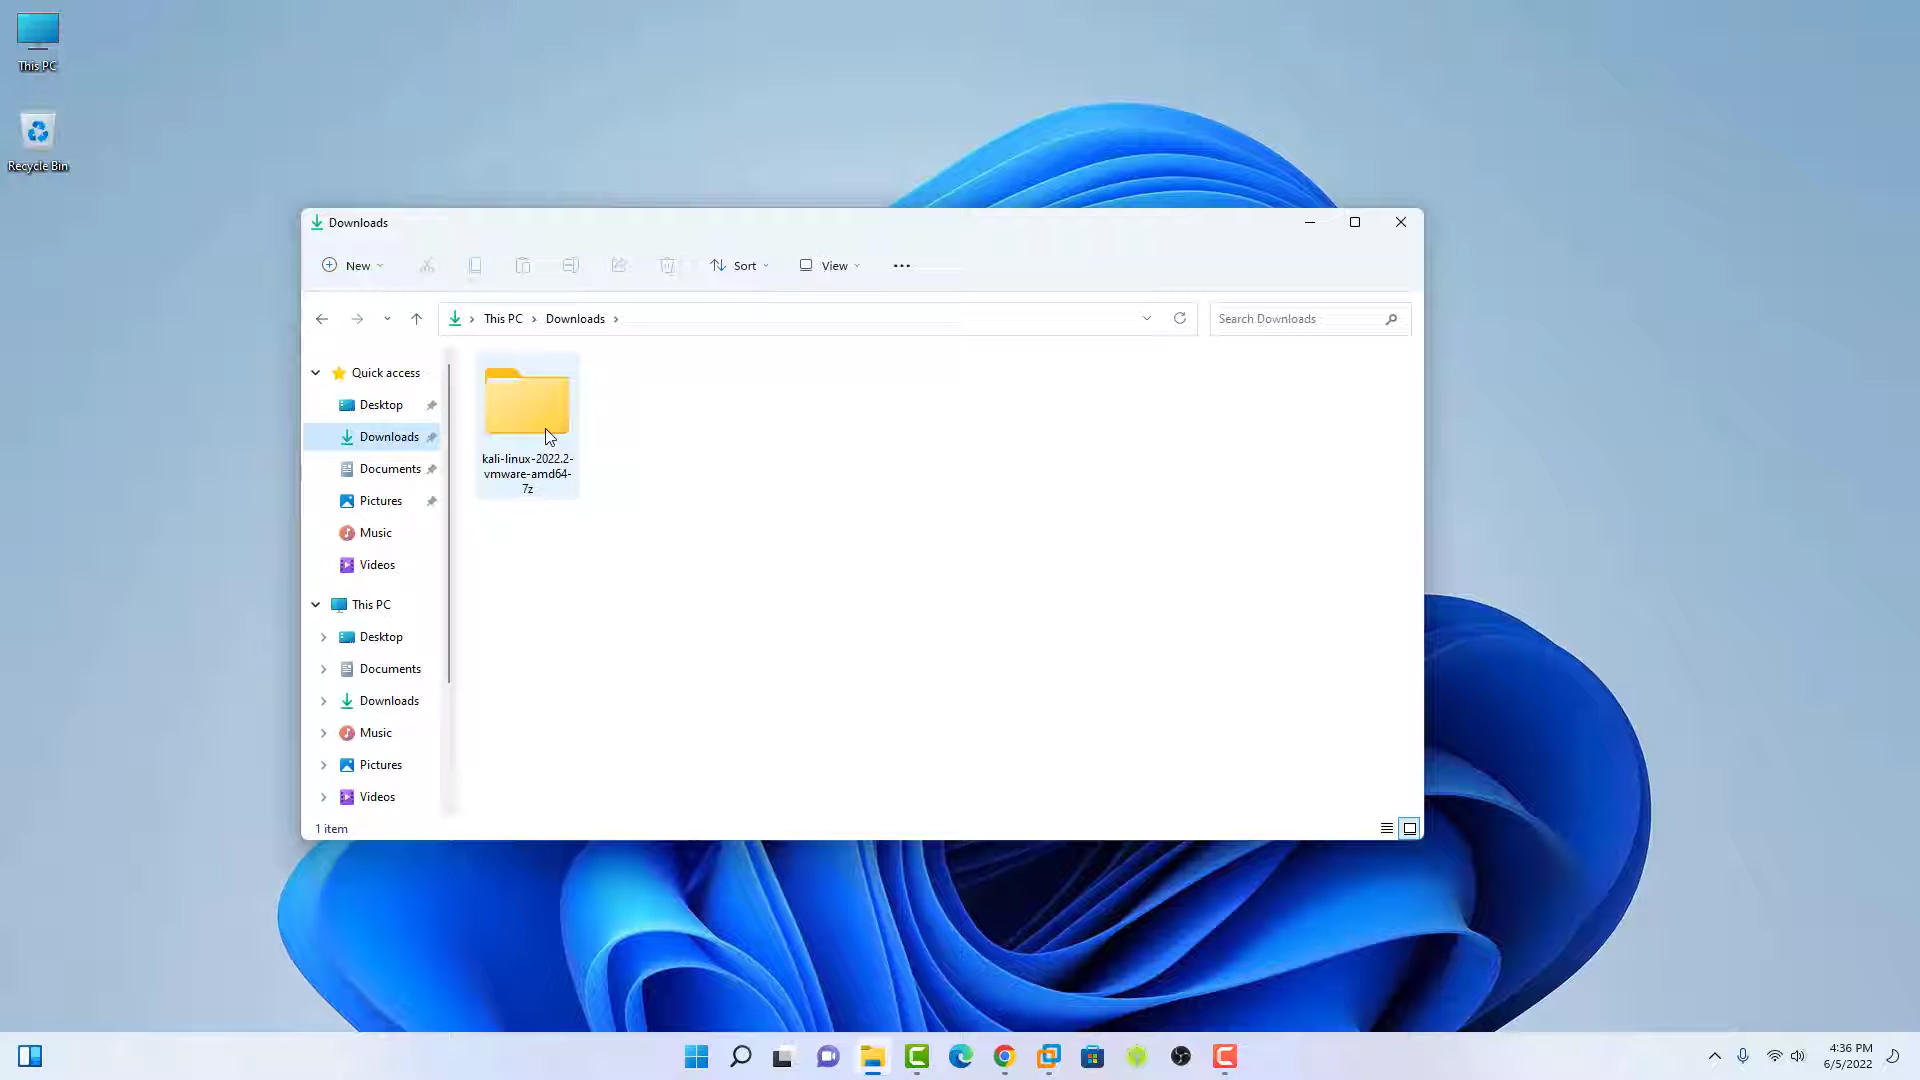 This PC
Recycle Bin
Downloads
New
Sort
View
This PC
Downloads
Search Downloads
Quick access
Desktop
Downloads
Documents
Pictures
Music
Videos
This PC
Desktop
Documents
Downloads
Music
Pictures
Videos
kali-linux-2022.2-
vmware-amd64-
7z
1 item
4:36 PM
6/5/2022